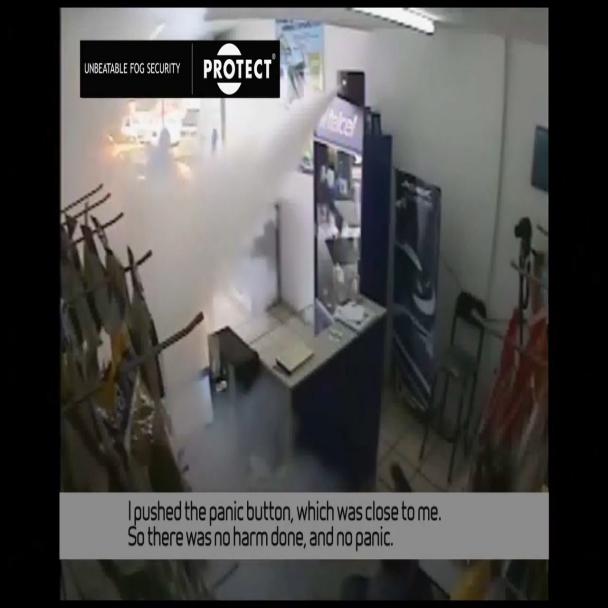 UNBEATABLE FOG SECURITY
PROTECT®
telcel
I pushed the panic button, which was close to me.
So there was no harm done, and no panic.